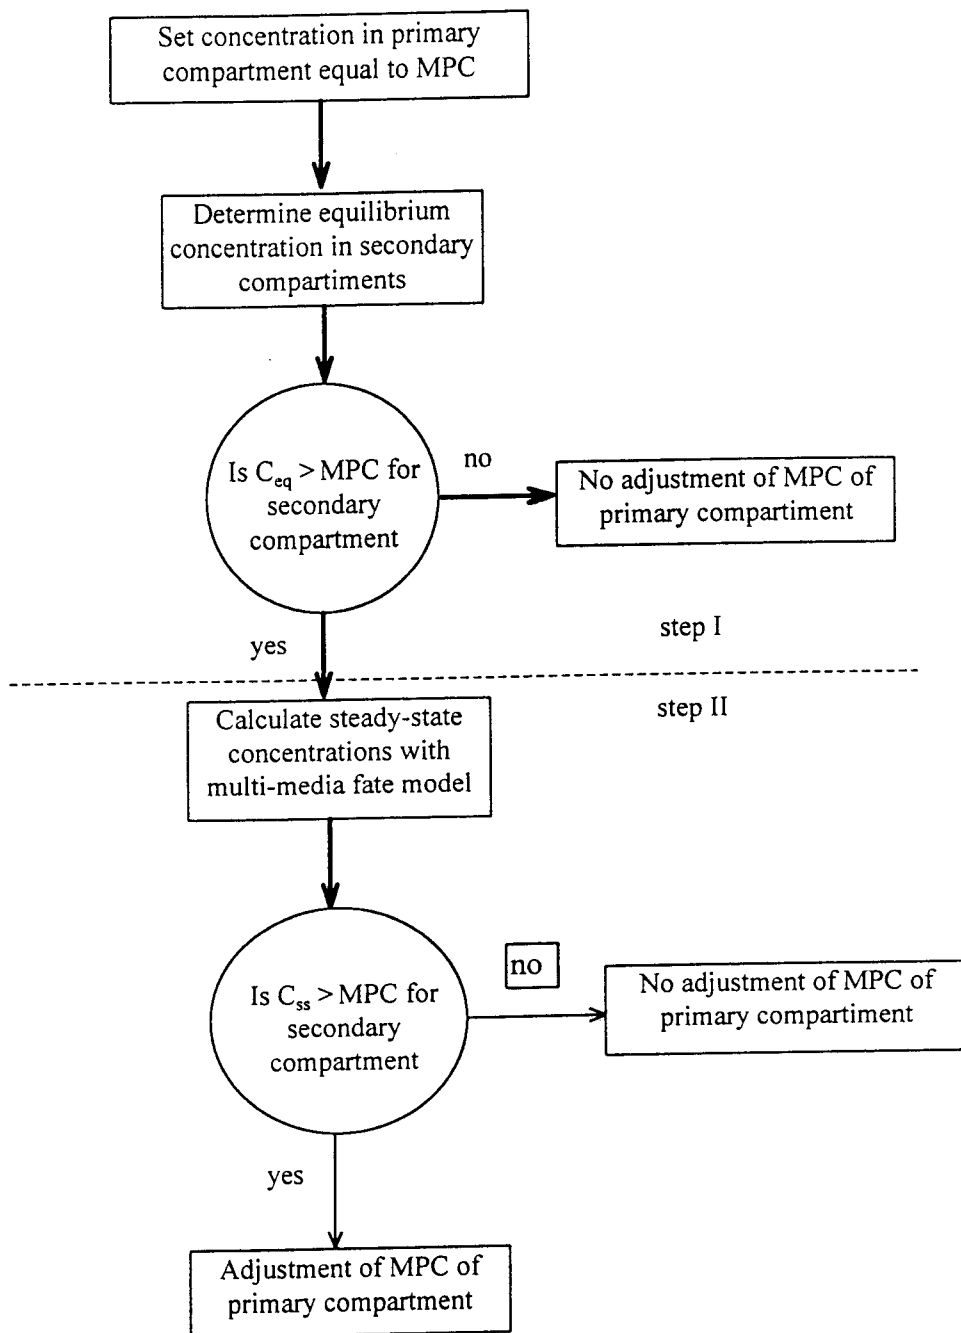 Set concentration in primary
compartment equal to MPC
Determine equilibrium
concentration in secondary
compartiments
Is Ceq > MPC for
secondary
compartment
no
No adjustment of MPC of
primary compartiment
yes
step I
step II
Calculate steady-state
concentrations with
multi-media fate model
Is Css > MPC for
secondary
compartment
no
No adjustment of MPC of
primary compartiment
yes
Adjustment of MPC of
primary compartment